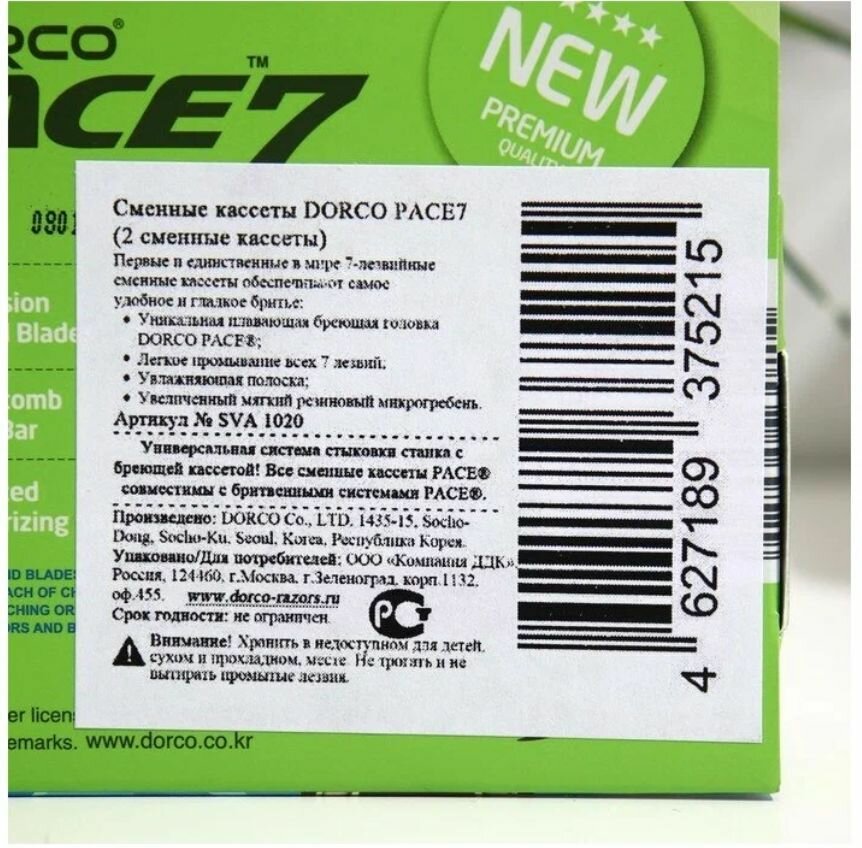 DORCO®
PACE7™
NEW
PREMIUM
QUALITY
080
Сменные кассеты DORCO PACE7
(2 сменные кассеты)
Первые и единственные в мире 7-лезвийные
сменные кассеты обеспечивают самое
удобное и гладкое бритье:
• Уникальная плавающая бреющая головка
DORCO PACE®;
• Легкое промывание всех 7 лезвий;
• Увлажняющая полоска;
• Увеличенный мягкий резиновый микрогребень.
Артикул № SVA 1020
Универсальная система стыковки станка с
бреющей кассетой! Все сменные кассеты PACE®
совместимы с бритвенными системами PACE®.
Произведено: DORCO Co., LTD. 1435-15, Socho-
Dong, Socho-Ku, Seoul, Korea, Республика Корея.
Упаковано/Для потребителей: ООО «Компания ДДК»,
Россия, 124460, г.Москва, г.Зеленоград, корп.1132,
оф.455. www.dorco-razors.ru
Срок годности: не ограничен
РСТ
Внимание! Хранить в недоступном для детей,
сухом и прохладном, месте. Не трогать и не
вытирать промытые лезвия.
4 627189 375215
sion
l Blade
omb
Bar
ed
rizing
ND BLADES
ACH OF CH
CHING OR
ORS AND B
er licen
emarks. www.dorco.co.kr